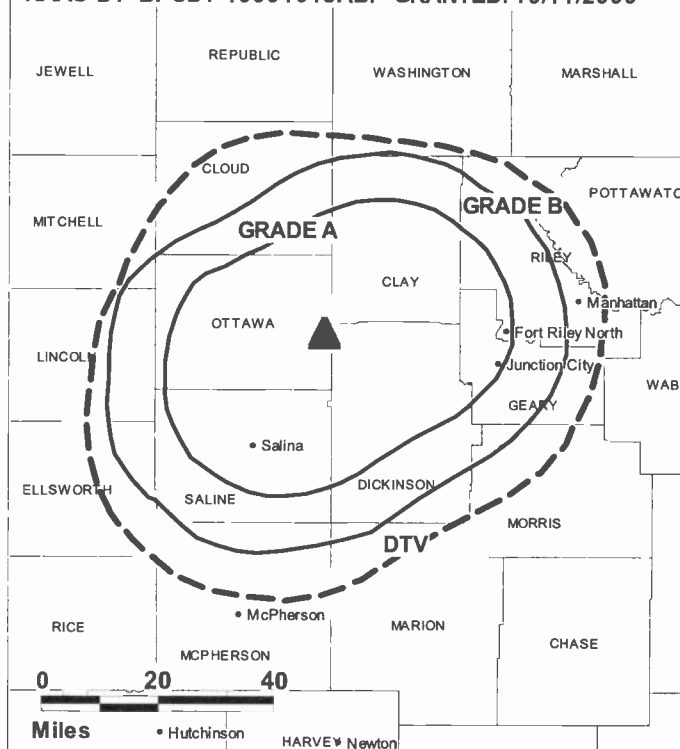 JEWELL
REPUBLIC
WASHINGTON
MARSHALL
CLOUD
POTTAWATO
MITCHELL
GRADE B
GRADE A
RILEY
CLAY
Manhattan
OTTAWA
Fort Riley North
LINCOLN
Junction City
WAB
GEARY
Salina
DICKINSON
ELLSWORTH
SALINE
MORRIS
DTV
McPherson
RICE
MARION
CHASE
MCPHERSON
0 20 40
Miles
Hutchinson
HARVEY
Newton